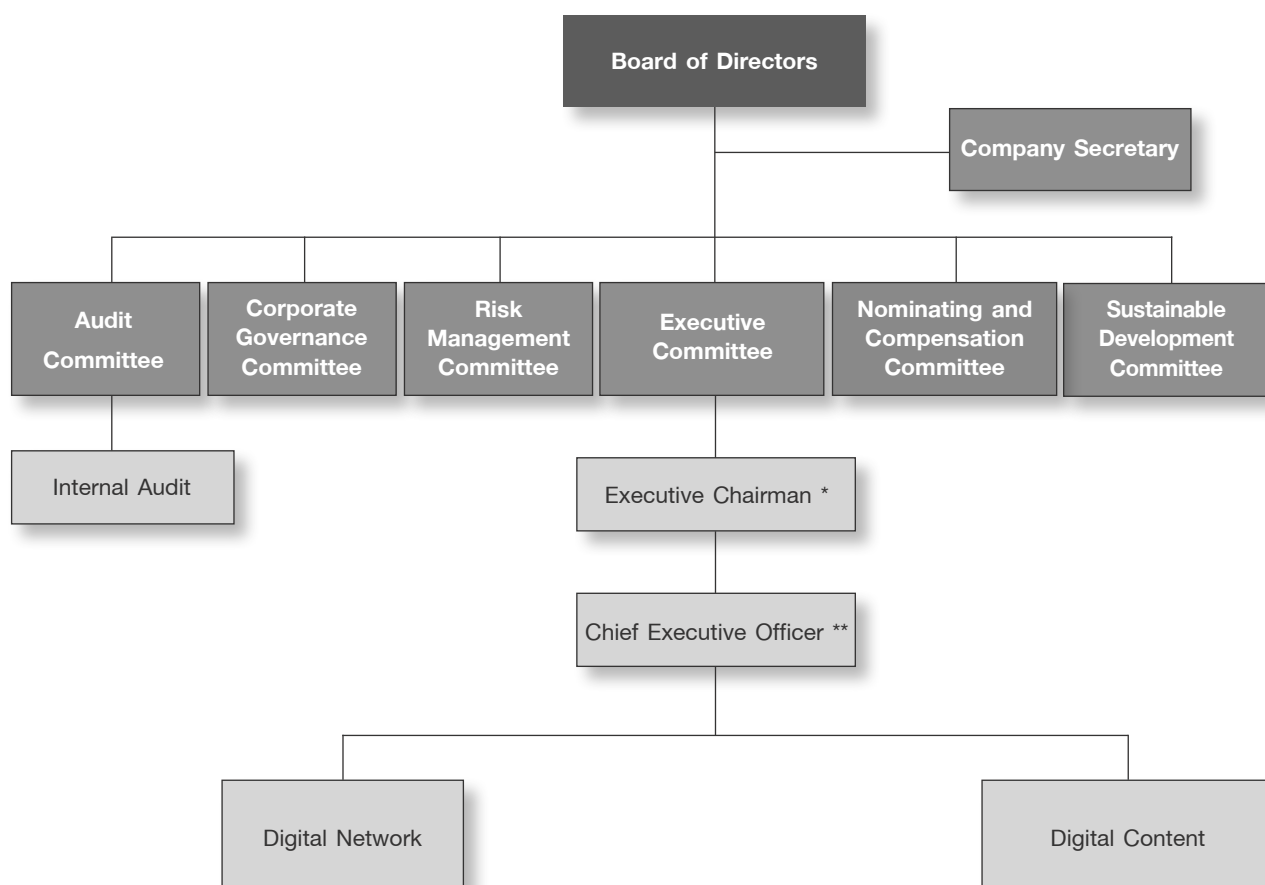 Board of Directors
Company Secretary
Audit
Committee
Corporate
Governance
Committee
Risk
Management
Committee
Executive
Committee
Nominating and
Compensation
Committee
Sustainable
Development
Committee
Internal Audit
Executive Chairman *
Chief Executive Officer **
Digital Network
Digital Content